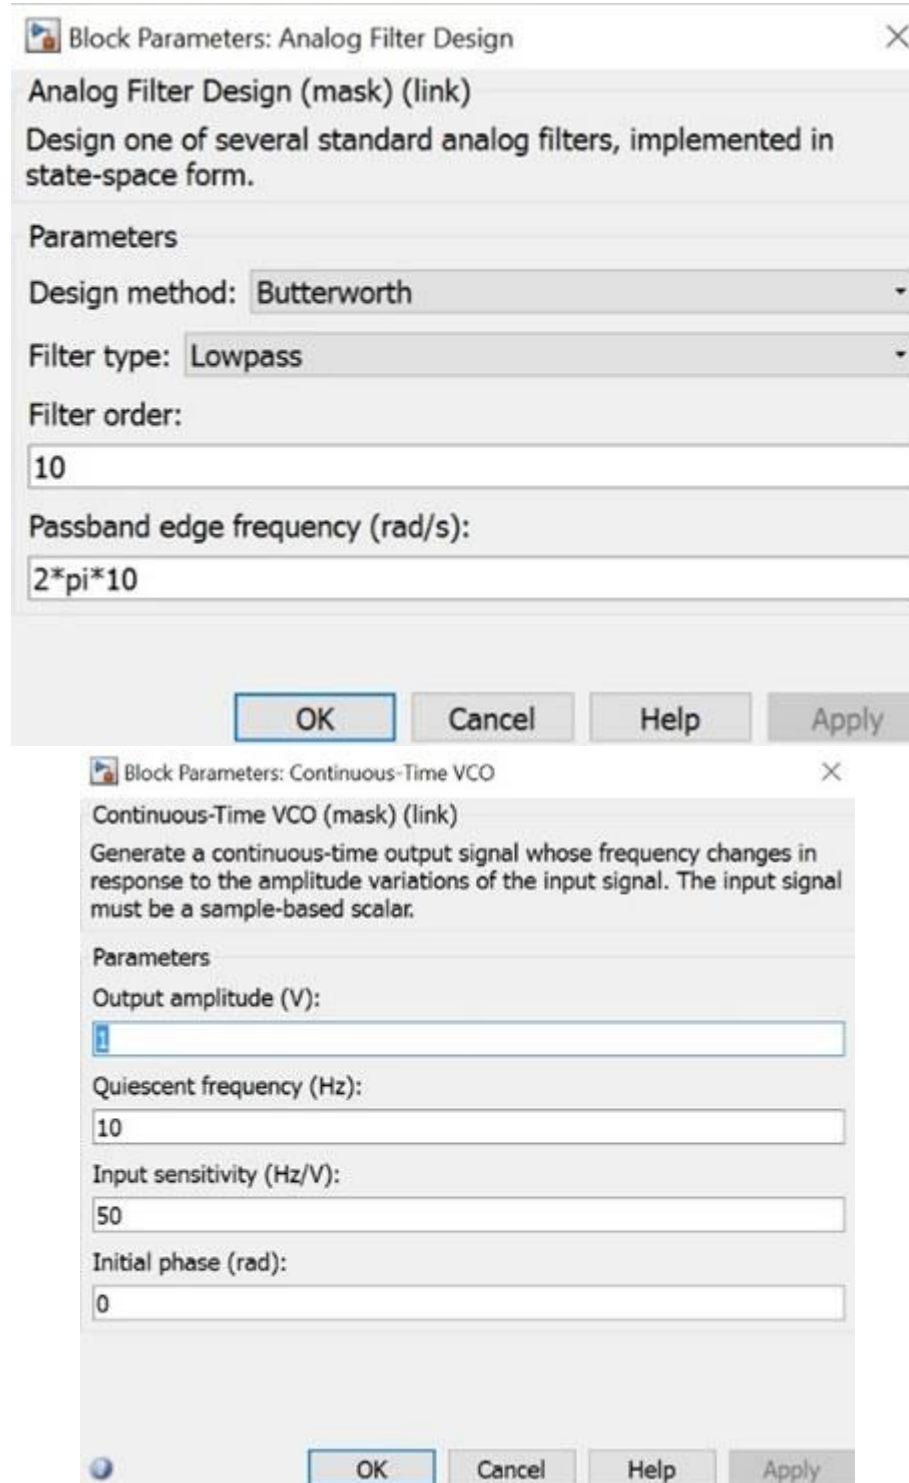 Block Parameters: Analog Filter Design
Analog Filter Design (mask) (link)
Design one of several standard analog filters, implemented in
state-space form.
Parameters
Design method: Butterworth
Filter type: Lowpass
Filter order:
10
Passband edge frequency (rad/s):
2*pi*10
OK Cancel Help Apply
Block Parameters: Continuous-Time VCO
Continuous-Time VCO (mask) (link)
Generate a continuous-time output signal whose frequency changes in
response to the amplitude variations of the input signal. The input signal
must be a sample-based scalar.
Parameters
Output amplitude (V):
1
Quiescent frequency (Hz):
10
Input sensitivity (Hz/V):
50
Initial phase (rad):
0
OK Cancel Help Apply